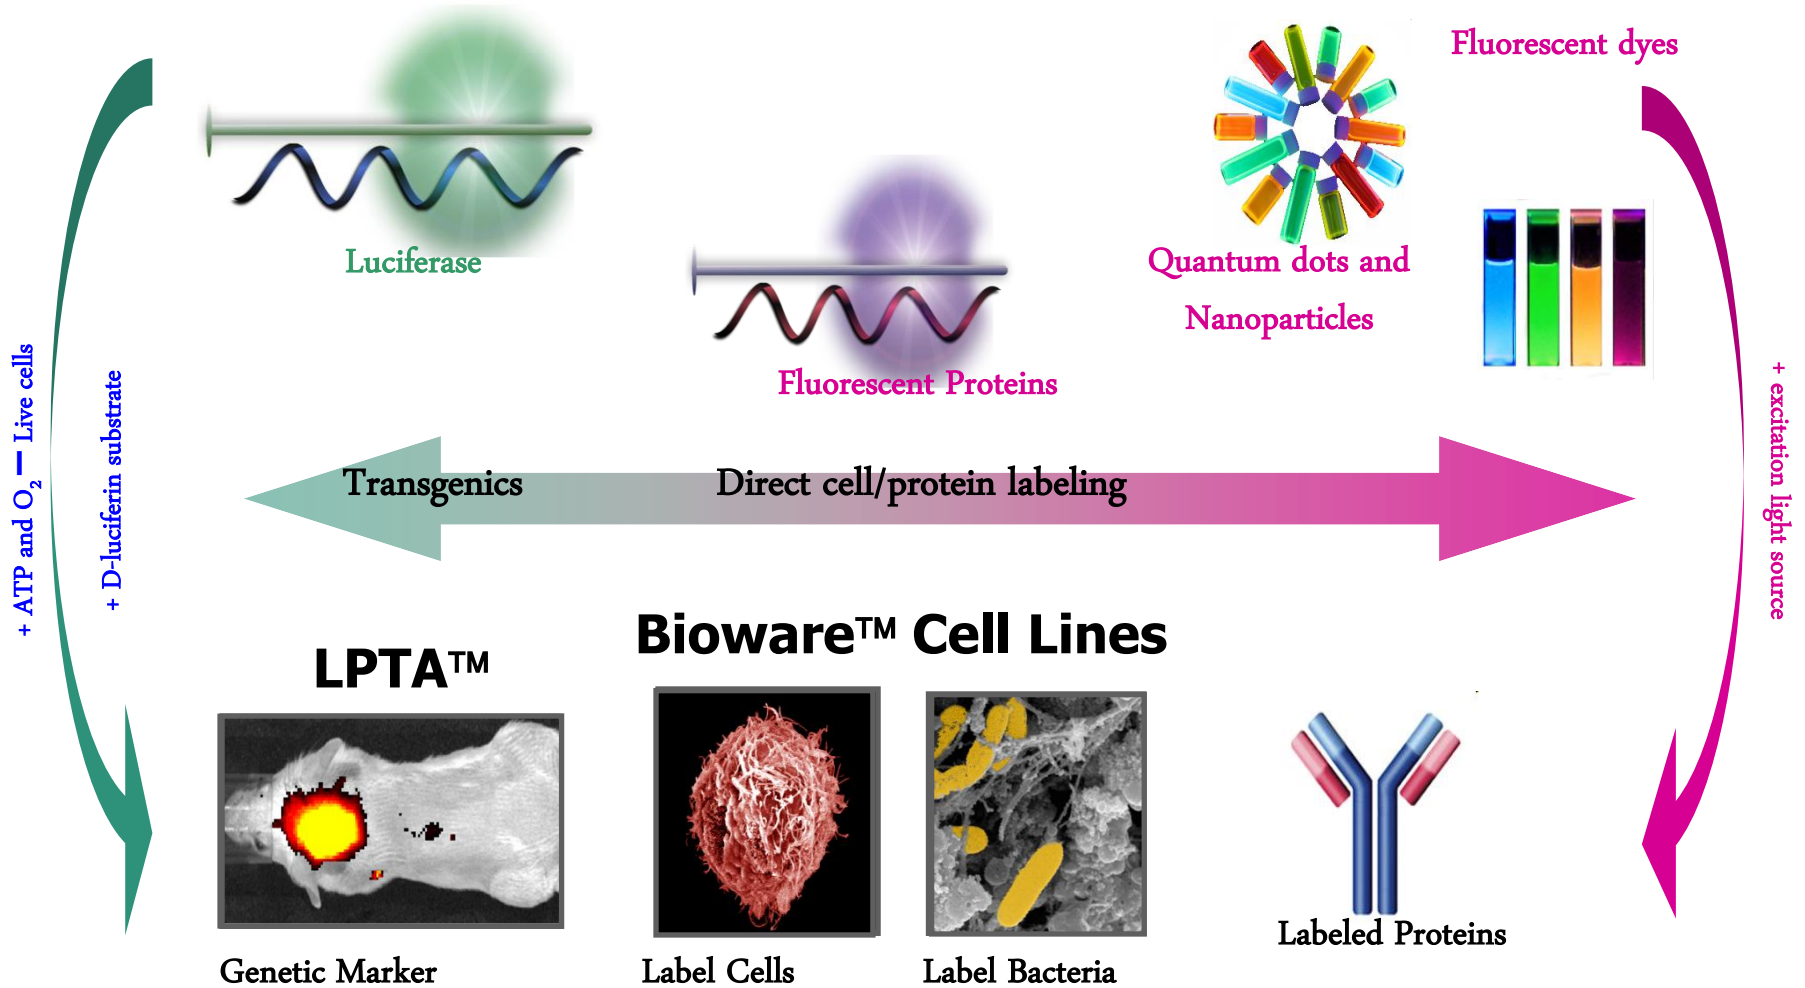 Luciferase
Fluorescent Proteins
Quantum dots and
Nanoparticles
Fluorescent dyes
+ ATP and O2 — Live cells
+ D-luciferin substrate
+ excitation light source
Transgenics
Direct cell/protein labeling
LPTA™
Bioware™ Cell Lines
Genetic Marker
Label Cells
Label Bacteria
Labeled Proteins